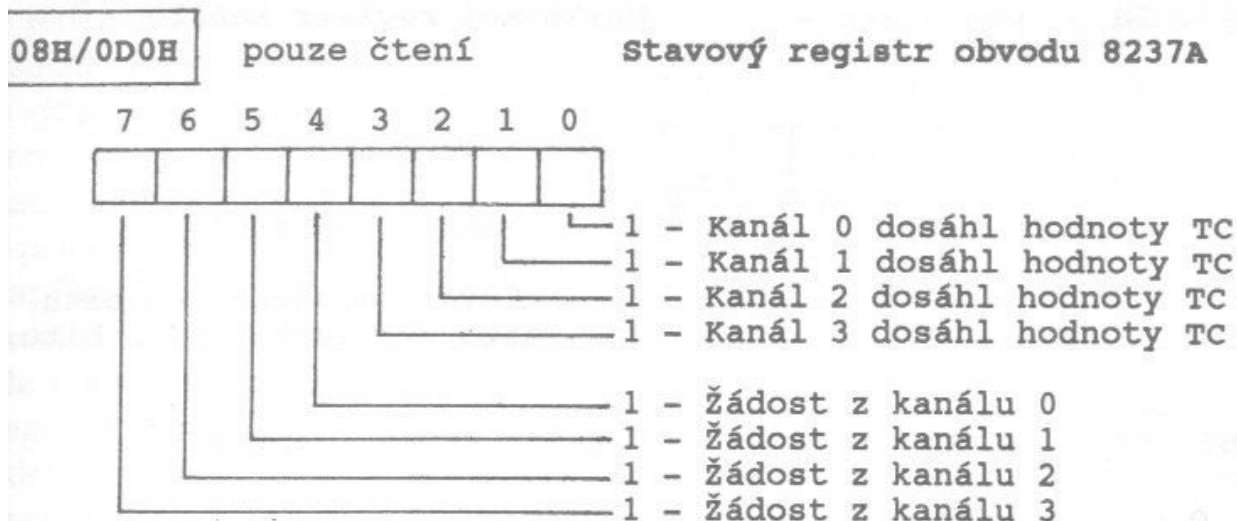 08H/0D0H pouze čtení Stavový registr obvodu 8237A
7 6 5 4 3 2 1 0
1 - Kanál 0 dosáhl hodnoty TC
1 - Kanál 1 dosáhl hodnoty TC
1 - Kanál 2 dosáhl hodnoty TC
1 - Kanál 3 dosáhl hodnoty TC
1 - Žádost z kanálu 0
1 - Žádost z kanálu 1
1 - Žádost z kanálu 2
1 - Žádost z kanálu 3